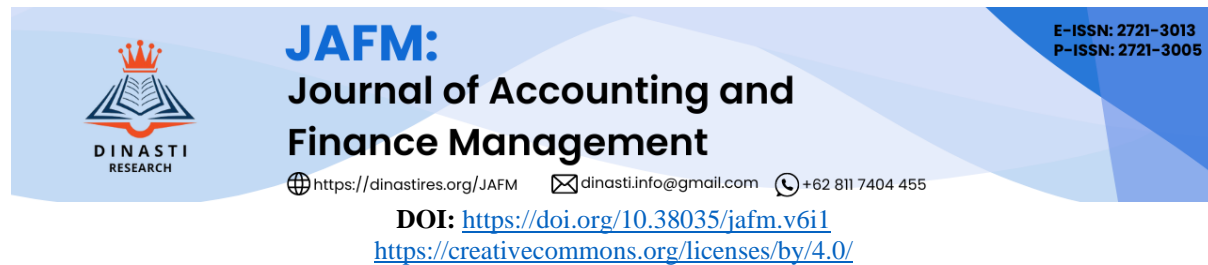 JAFM:
Journal of Accounting and
Finance Management
E-ISSN: 2721-3013
P-ISSN: 2721-3005
DINASTI
RESEARCH
https://dinastires.org/JAFM dinasti.info@gmail.com +62 811 7404 455
DOI: https://doi.org/10.38035/jafm.v6i1
https://creativecommons.org/licenses/by/4.0/